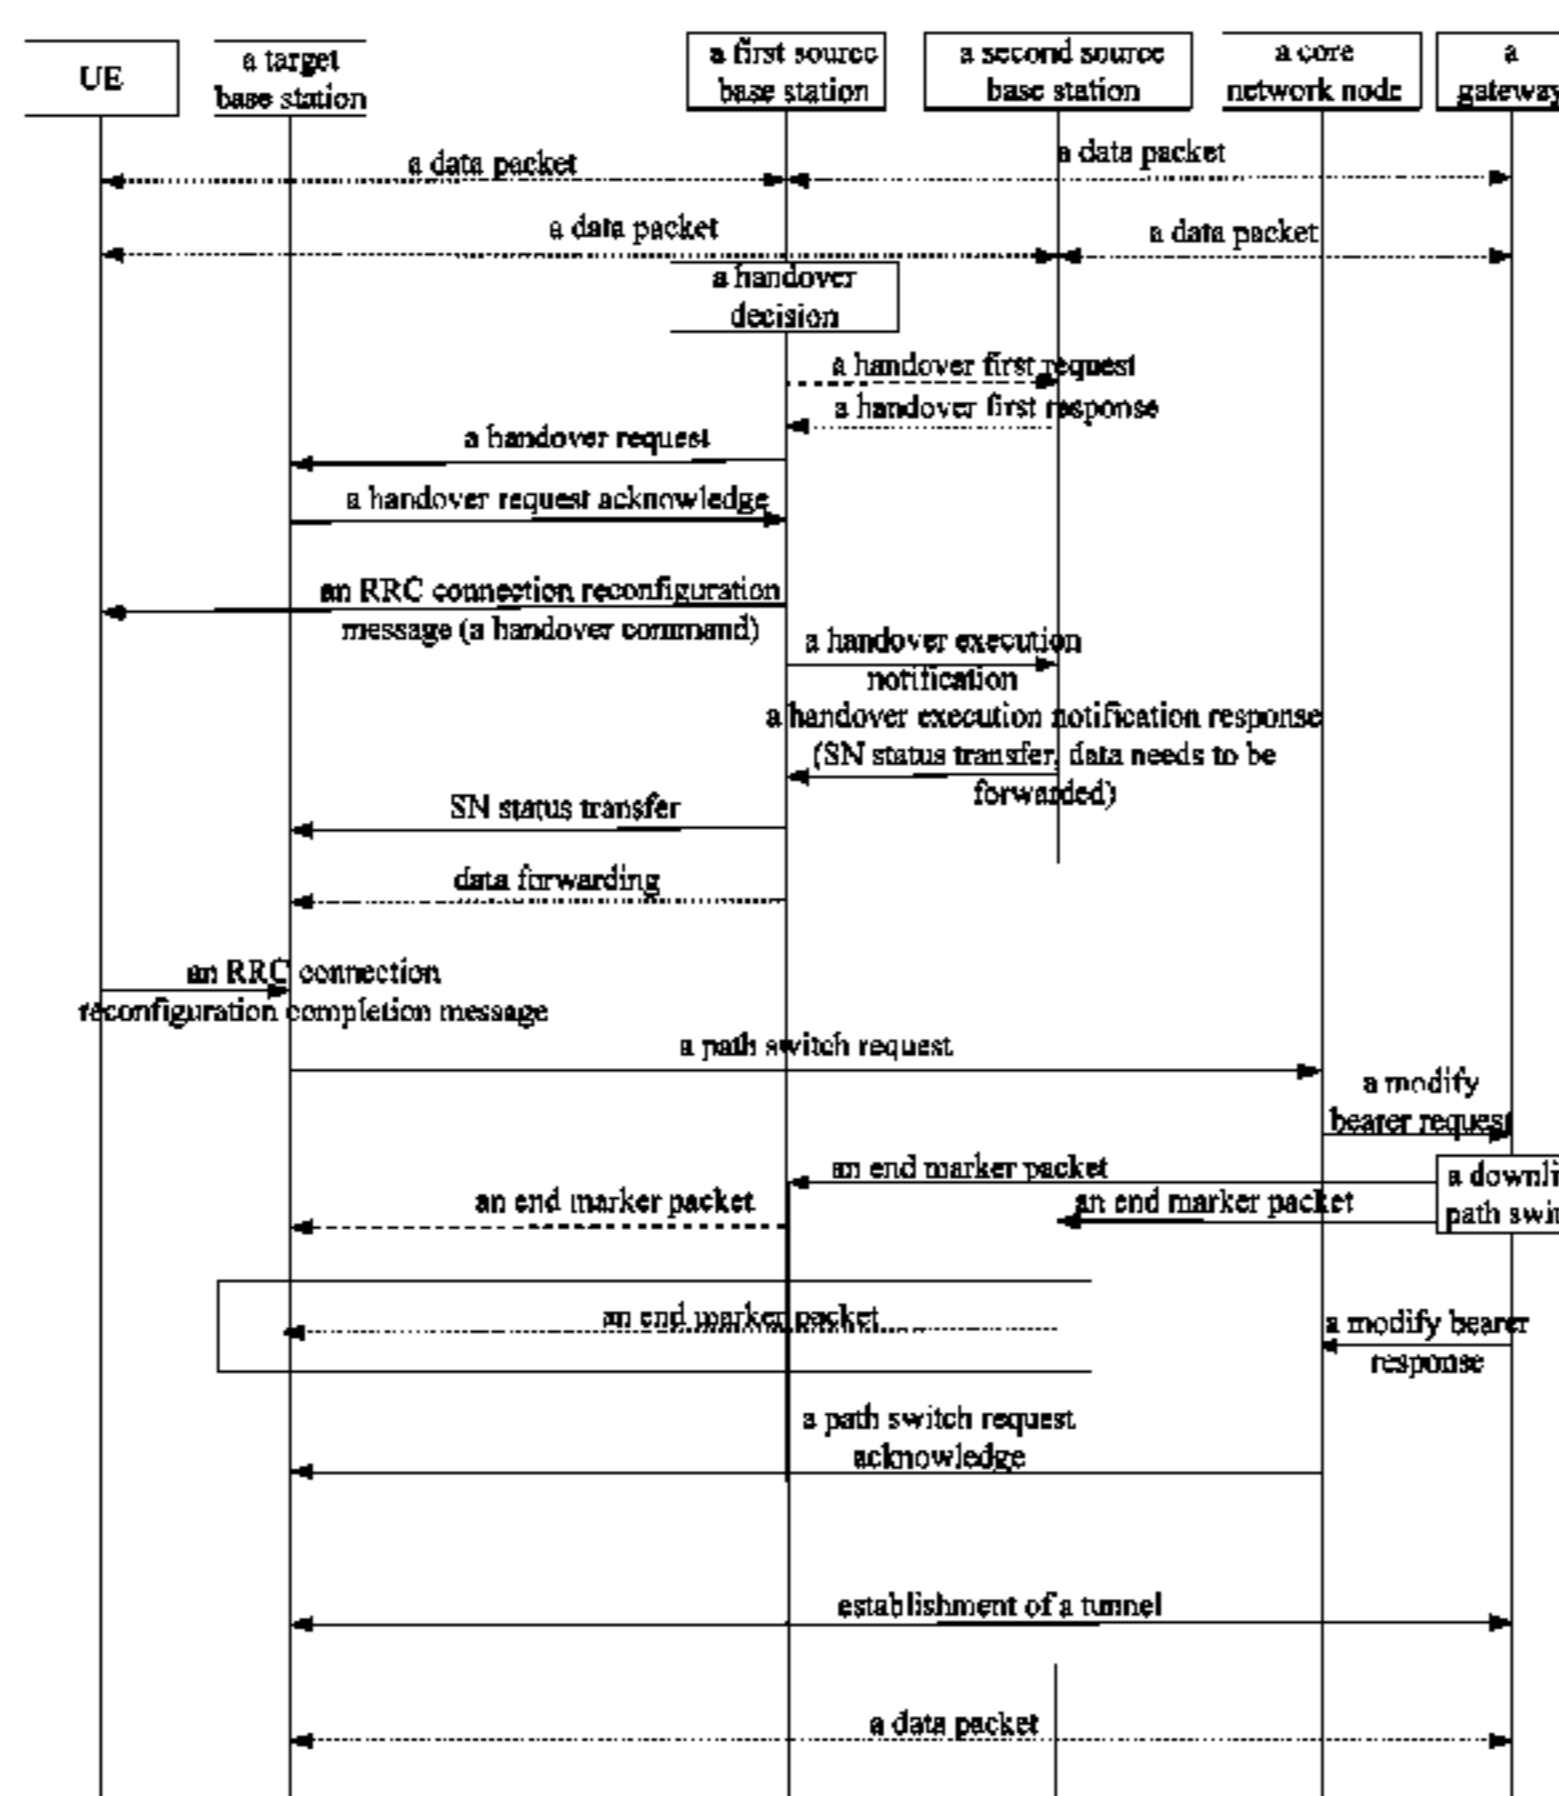 UE
a target
base station
a first source
base station
a second source
base station
a core
network node
a
gateway
a data packet
a data packet
a data packet
a data packet
a handover
decision
a handover first request
a handover first response
a handover request
a handover request acknowledge
an RRC connection reconfiguration
message (a handover command)
a handover execution
notification
a handover execution notification response
(SN status transfer, data needs to be
forwarded)
SN status transfer
data forwarding
an RRC connection
reconfiguration completion message
a path switch request
a modify
bearer request
an end marker packet
a downli
path swit
an end marker packet
an end marker packet
an end marker packet
a modify bearer
response
a path switch request
acknowledge
establishment of a tunnel
a data packet